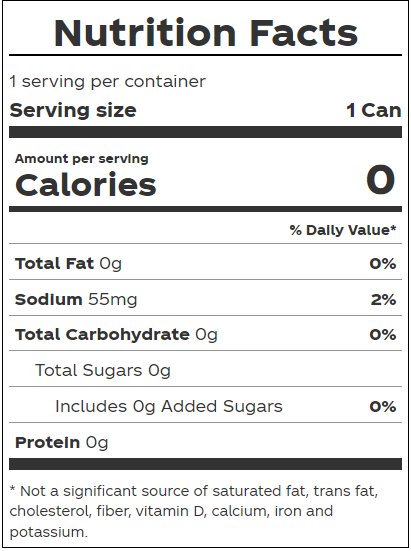 Nutrition Facts
1 serving per container
Serving size 1 Can
Amount per serving
Calories 0
% Daily Value*
Total Fat 0g 0%
Sodium 55mg 2%
Total Carbohydrate 0g 0%
Total Sugars 0g
Includes 0g Added Sugars 0%
Protein 0g
* Not a significant source of saturated fat, trans fat,
cholesterol, fiber, vitamin D, calcium, iron and
potassium.